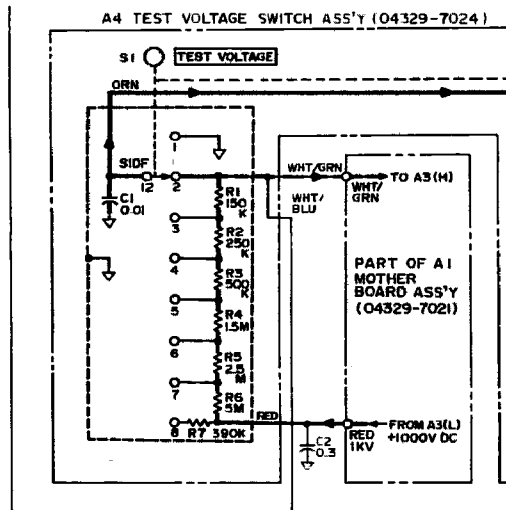 A4 TEST VOLTAGE SWITCH ASS'Y (04329-7024)
S1 TEST VOLTAGE
ORN
1
S1DF
12
2
WHT/GRN
TO A3(H)
C1
0.01
R1
150
K
WHT/
BLU
WHT/
GRN
3
R2
250
K
4
R3
500
K
PART OF A1
MOTHER
BOARD ASS'Y
(04329-7021)
5
R4
1.5M
6
R5
2.5
M
7
R6
5M
RED
8
R7 390K
C2
0.3
RED
1KV
FROM A3(L)
+1000V DC